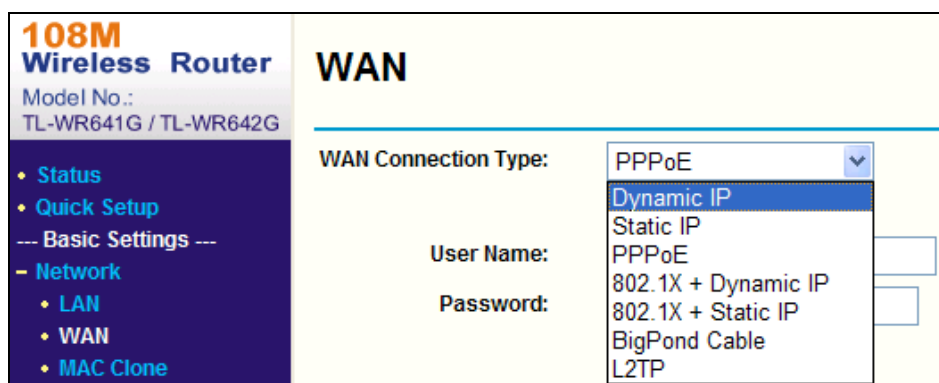 108M
Wireless Router
Model No.:
TL-WR641G / TL-WR642G
• Status
• Quick Setup
--- Basic Settings ---
– Network
• LAN
• WAN
• MAC Clone
WAN
WAN Connection Type:
PPPoE
Dynamic IP
Static IP
PPPoE
802.1X + Dynamic IP
802.1X + Static IP
BigPond Cable
L2TP
User Name:
Password: